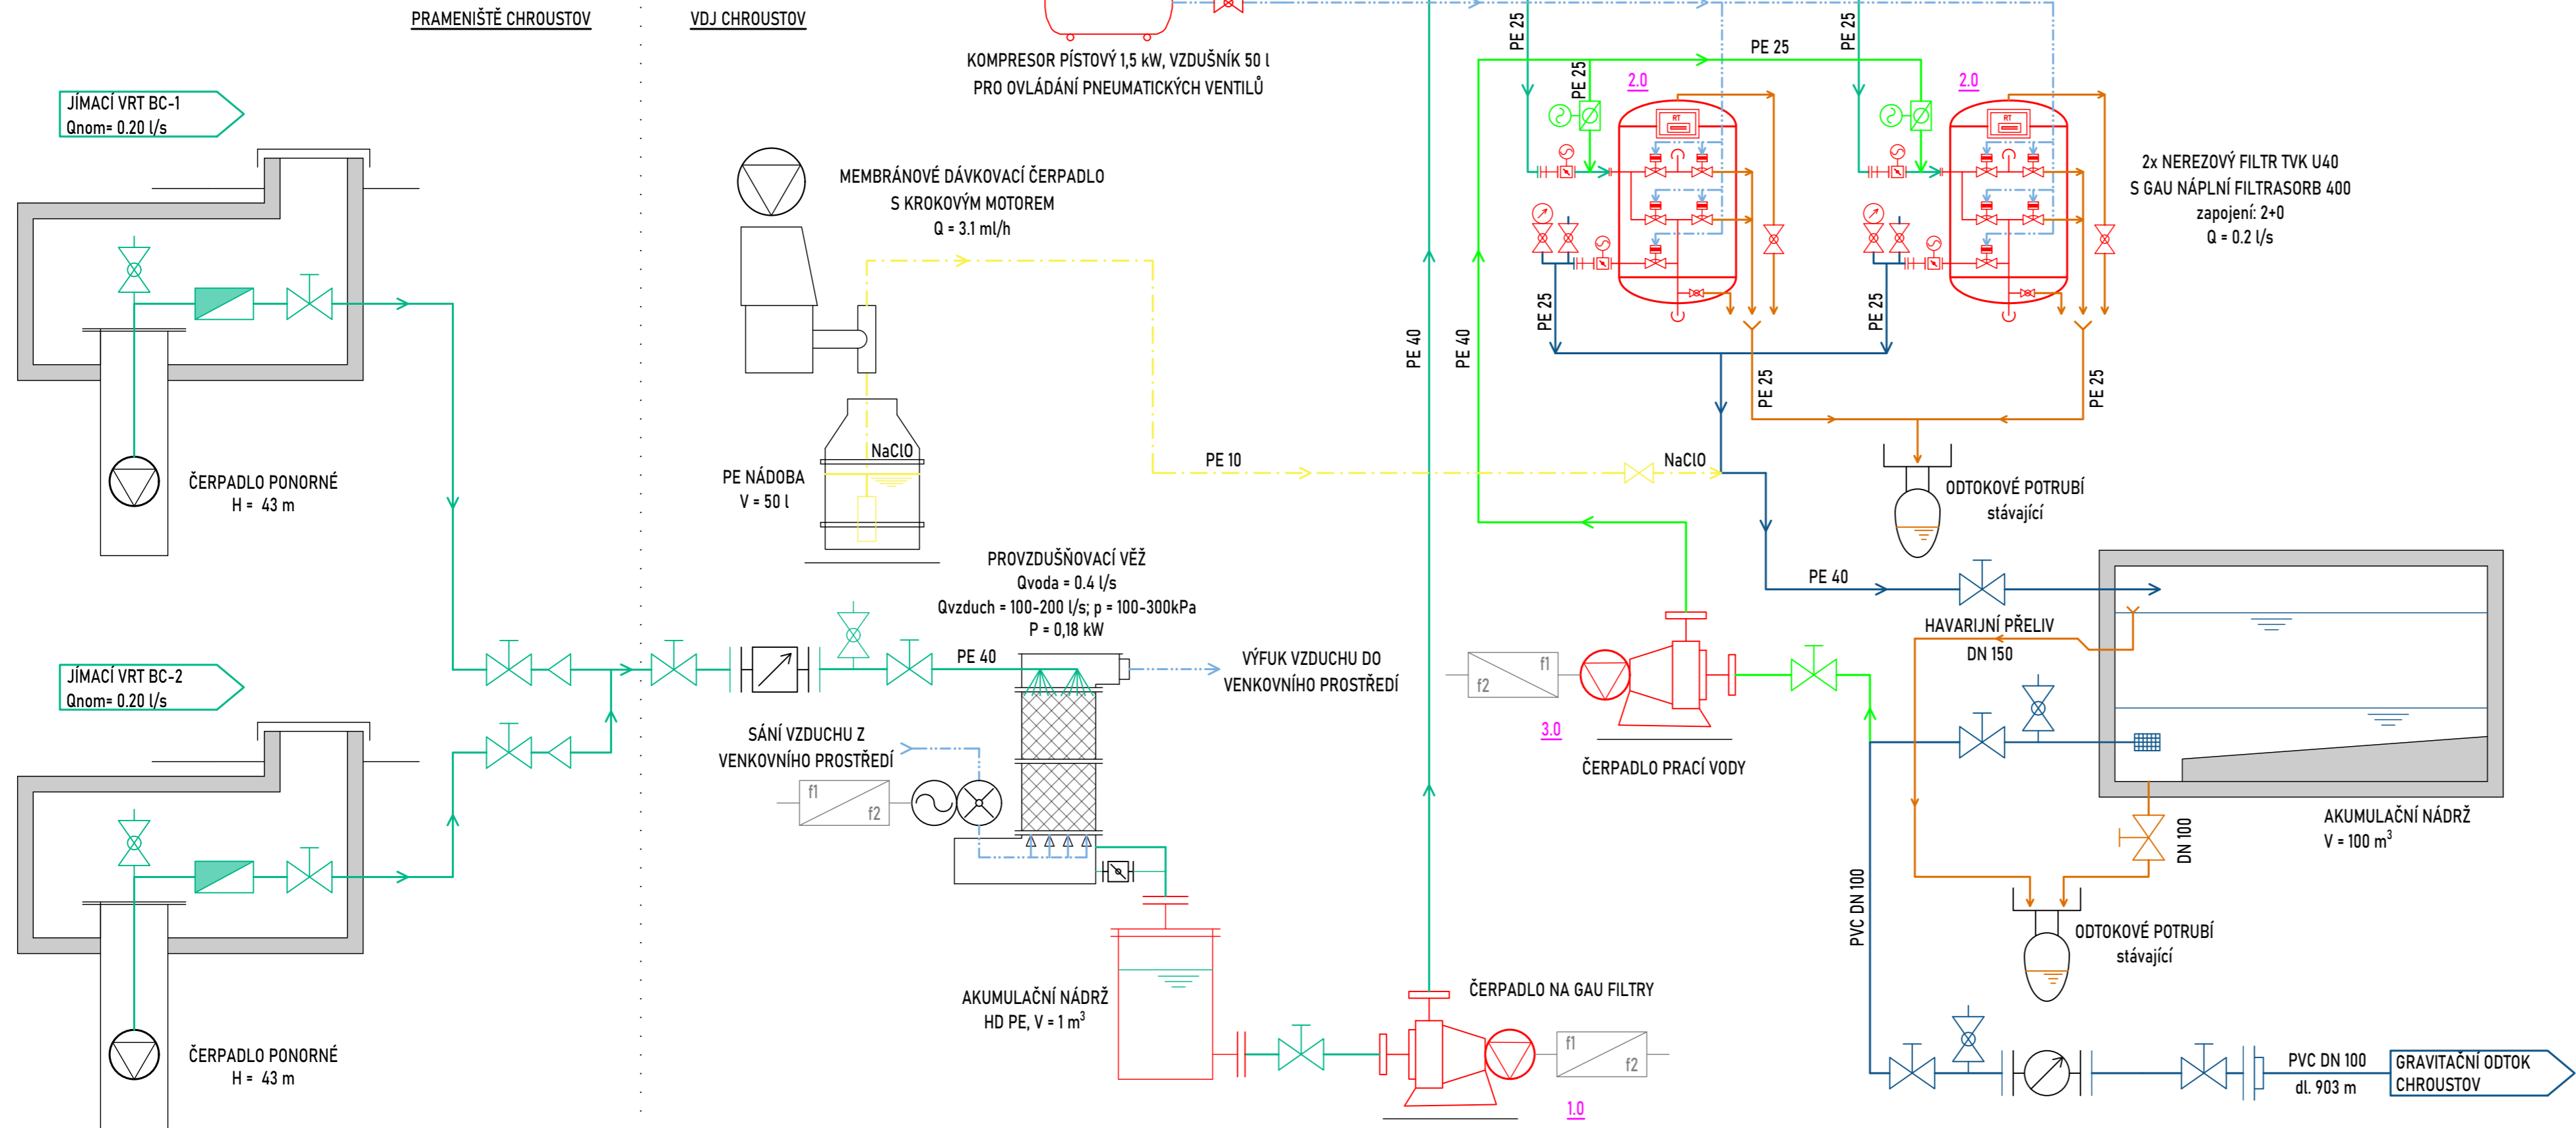 PRAMENIŠTĚ CHROUSTOV
VDJ CHROUSTOV
KOMPRESOR PÍSTOVÝ 1,5 kW, VZDUŠNÍK 50 l
PRO OVLÁDÁNÍ PNEUMATICKÝCH VENTILŮ
PE 25
PE 25
PE 25
PE 25
2.0
2.0
RT
RT
JÍMACÍ VRT BC-1
Qnom= 0.20 l/s
MEMBRÁNOVÉ DÁVKOVACÍ ČERPADLO
S KROKOVÝM MOTOREM
Q = 3.1 ml/h
2x NEREZOVÝ FILTR TVK U40
S GAU NÁPLNÍ FILTRASORB 400
zapojení: 2+0
Q = 0.2 l/s
PE 40
PE 40
PE 25
PE 25
PE 25
PE 25
ČERPADLO PONORNÉ
H = 43 m
NaClO
PE NÁDOBA
V = 50 l
PE 10
NaClO
ODTOKOVÉ POTRUBÍ
stávající
PROVZDUŠŇOVACÍ VĚŽ
Qvoda = 0.4 l/s
Qvzduch = 100-200 l/s; p = 100-300kPa
P = 0,18 kW
PE 40
PE 40
HAVARIJNÍ PŘELIV
DN 150
JÍMACÍ VRT BC-2
Qnom= 0.20 l/s
VÝFUK VZDUCHU DO
VENKOVNÍHO PROSTŘEDÍ
f1
f2
3.0
ČERPADLO PRACÍ VODY
SÁNÍ VZDUCHU Z
VENKOVNÍHO PROSTŘEDÍ
f1
f2
AKUMULAČNÍ NÁDRŽ
V = 100 m³
DN 100
PVC DN 100
ODTOKOVÉ POTRUBÍ
stávající
AKUMULAČNÍ NÁDRŽ
HD PE, V = 1 m³
ČERPADLO NA GAU FILTRY
f1
f2
1.0
ČERPADLO PONORNÉ
H = 43 m
PVC DN 100
dl. 903 m
GRAVITAČNÍ ODTOK
CHROUSTOV